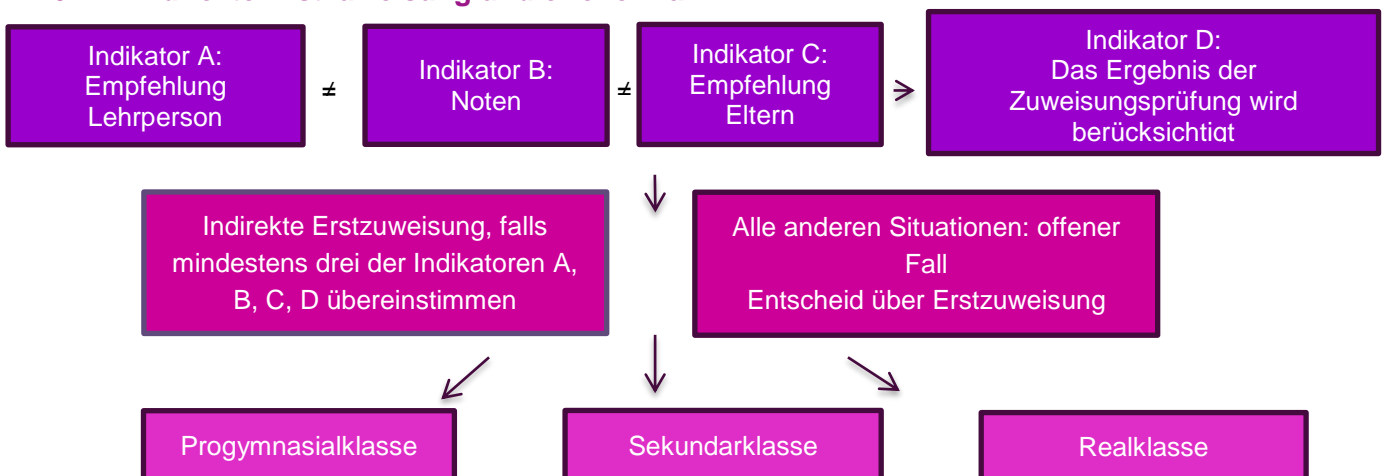 Indikator A:
Empfehlung
Lehrperson
≠
Indikator B:
Noten
≠
Indikator C:
Empfehlung
Eltern
Indikator D:
Das Ergebnis der
Zuweisungsprüfung wird
berücksichtigt
Indirekte Erstzuweisung, falls
mindestens drei der Indikatoren A,
B, C, D übereinstimmen
Alle anderen Situationen: offener
Fall
Entscheid über Erstzuweisung
Progymnasialklasse
Sekundarklasse
Realklasse